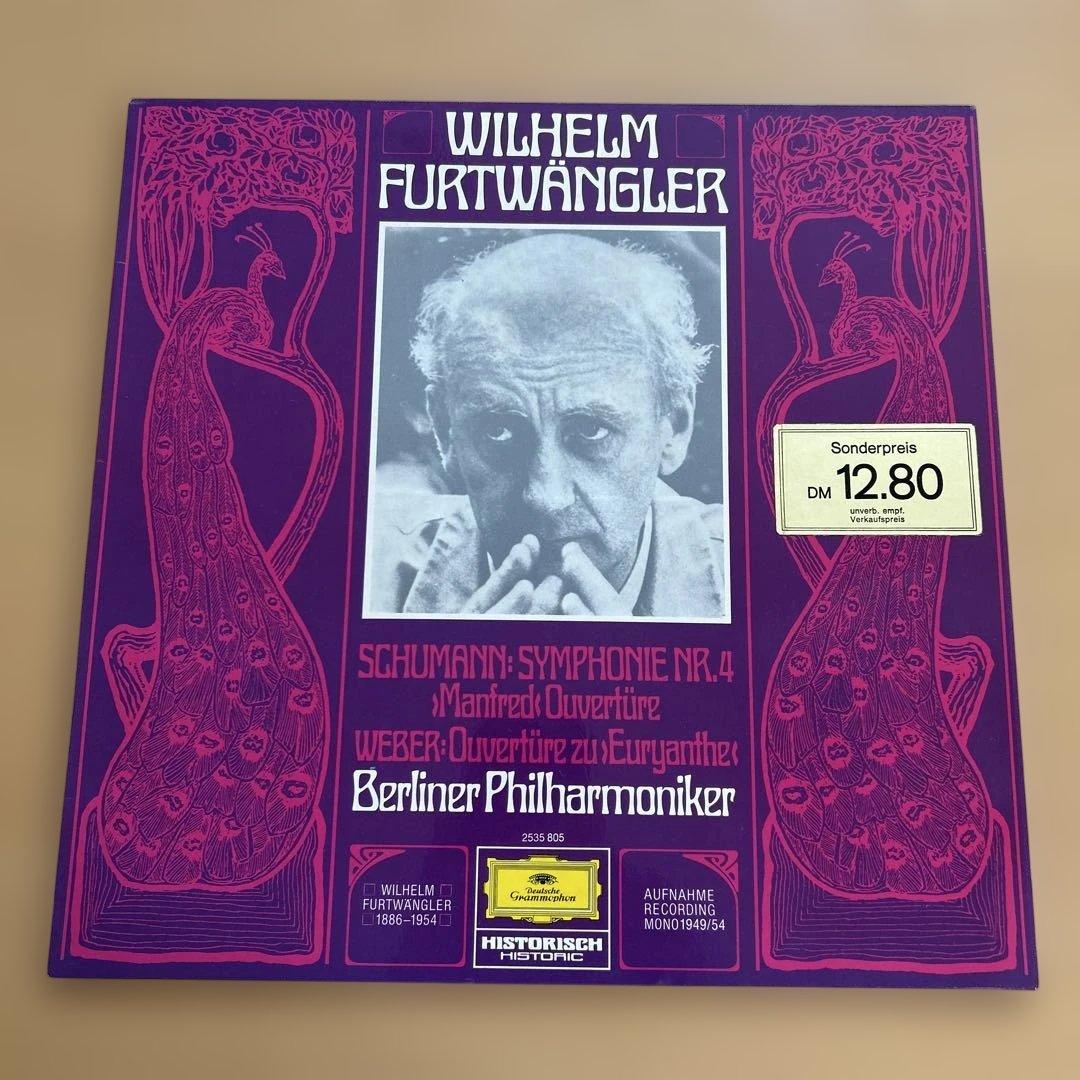 WILHELM
FURTWÄNGLER
Sonderpreis
DM 12.80
unverb. empf.
Verkaufspreis
SCHUMANN: SYMPHONIE NR. 4
›Manfred‹ Ouvertüre
WEBER: Ouvertüre zu ›Euryanthe‹
Berliner Philharmoniker
2535 805
WILHELM
FURTWÄNGLER
1886–1954
Deutsche
Grammophon
HISTORISCH
HISTORIC
AUFNAHME
RECORDING
MONO 1949/54